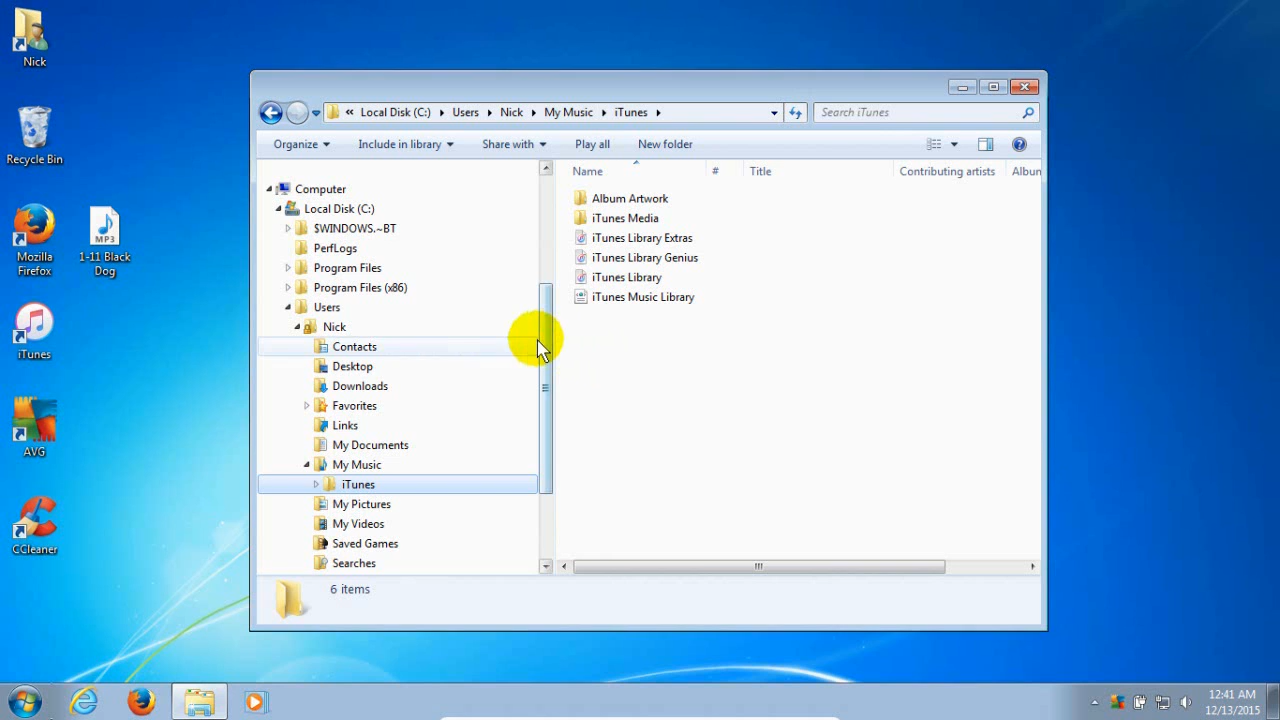 Nick
Recycle Bin
Mozilla
Firefox
MP3
1-11 Black
Dog
iTunes
AVG
CCleaner
« Local Disk (C:) Users Nick My Music iTunes
Search iTunes
Organize Include in library Share with Play all New folder
Computer
Local Disk (C:)
$WINDOWS.~BT
PerfLogs
Program Files
Program Files (x86)
Users
Nick
Contacts
Desktop
Downloads
Favorites
Links
My Documents
My Music
iTunes
My Pictures
My Videos
Saved Games
Searches
Name # Title Contributing artists Album
Album Artwork
iTunes Media
iTunes Library Extras
iTunes Library Genius
iTunes Library
iTunes Music Library
6 items
12:41 AM
12/13/2015